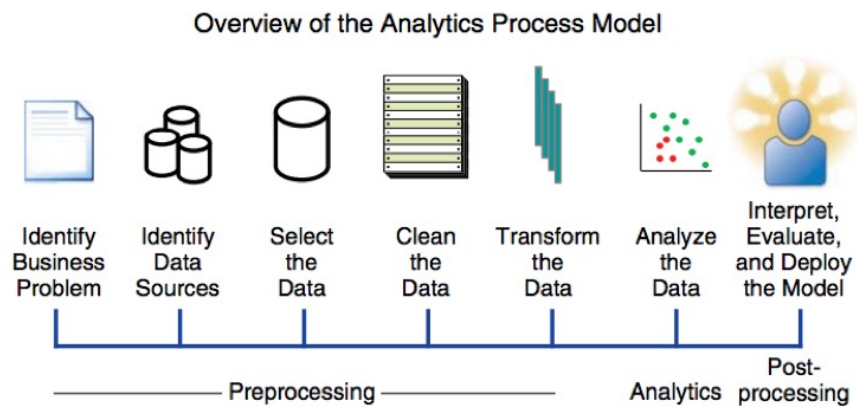 Overview of the Analytics Process Model
Identify
Business
Problem
Identify
Data
Sources
Select
the
Data
Clean
the
Data
Transform
the
Data
Analyze
the
Data
Interpret,
Evaluate,
and Deploy
the Model
Preprocessing
Analytics
Post-
processing